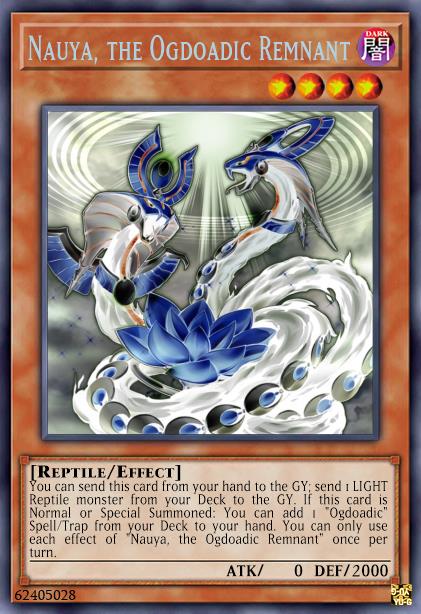 Nauya, the Ogdoadic Remnant
DARK
闇
[Reptile/Effect]
You can send this card from your hand to the GY; send 1 LIGHT
Reptile monster from your Deck to the GY. If this card is
Normal or Special Summoned: You can add 1 "Ogdoadic"
Spell/Trap from your Deck to your hand. You can only use
each effect of "Nauya, the Ogdoadic Remnant" once per
turn.
ATK/ 0 DEF/2000
62405028